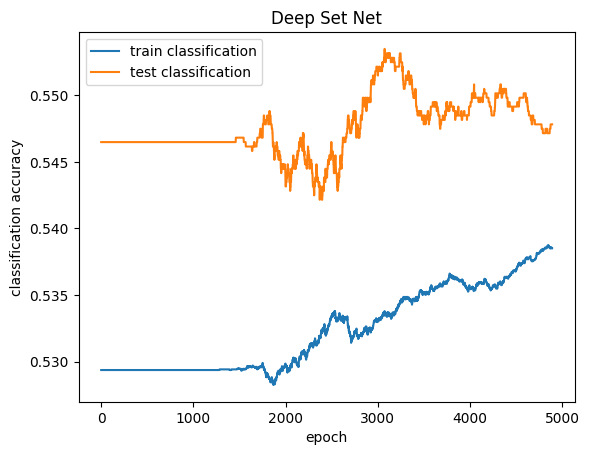 Deep Set Net
train classification
test classification
classification accuracy
0.550
0.545
0.540
0.535
0.530
0
1000
2000
3000
4000
5000
epoch